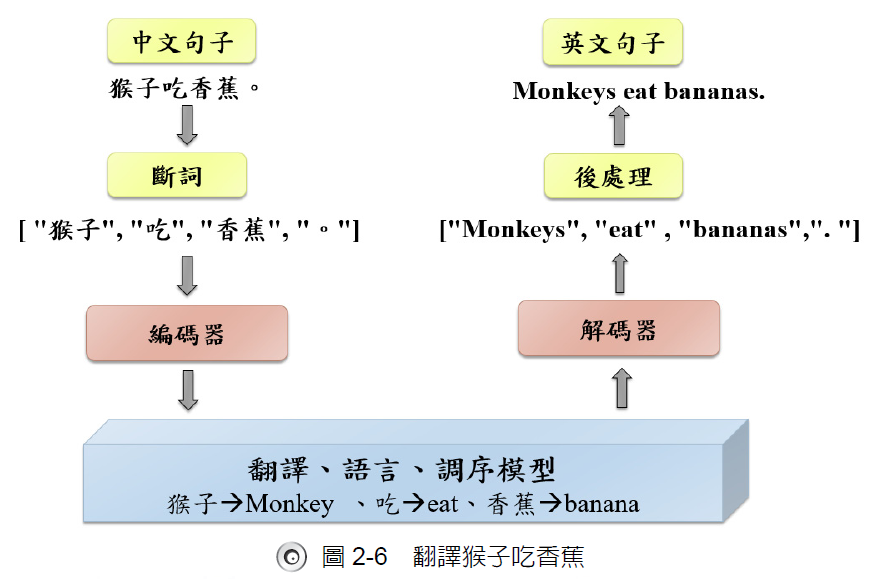 中文句子
猴子吃香蕉。
斷詞
[ "猴子", "吃", "香蕉", "。"]
編碼器
英文句子
Monkeys eat bananas.
後處理
["Monkeys", "eat" , "bananas",". "]
解碼器
翻譯、語言、調序模型
猴子→Monkey 、吃→eat、香蕉→banana
圖 2-6 翻譯猴子吃香蕉